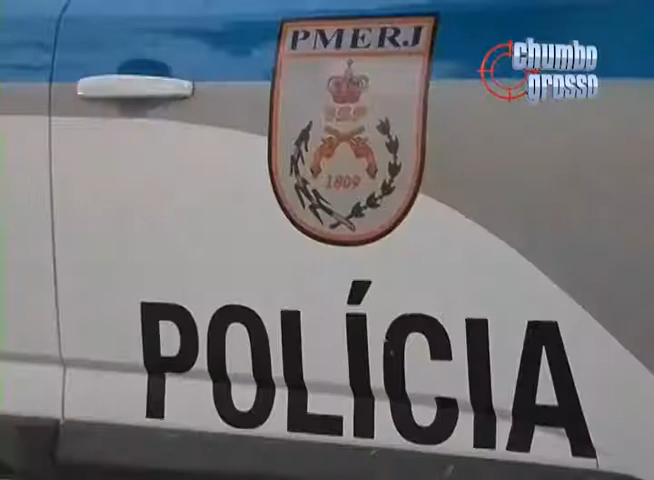 PMERJ
chumbo
grosso
1809
POLÍCIA